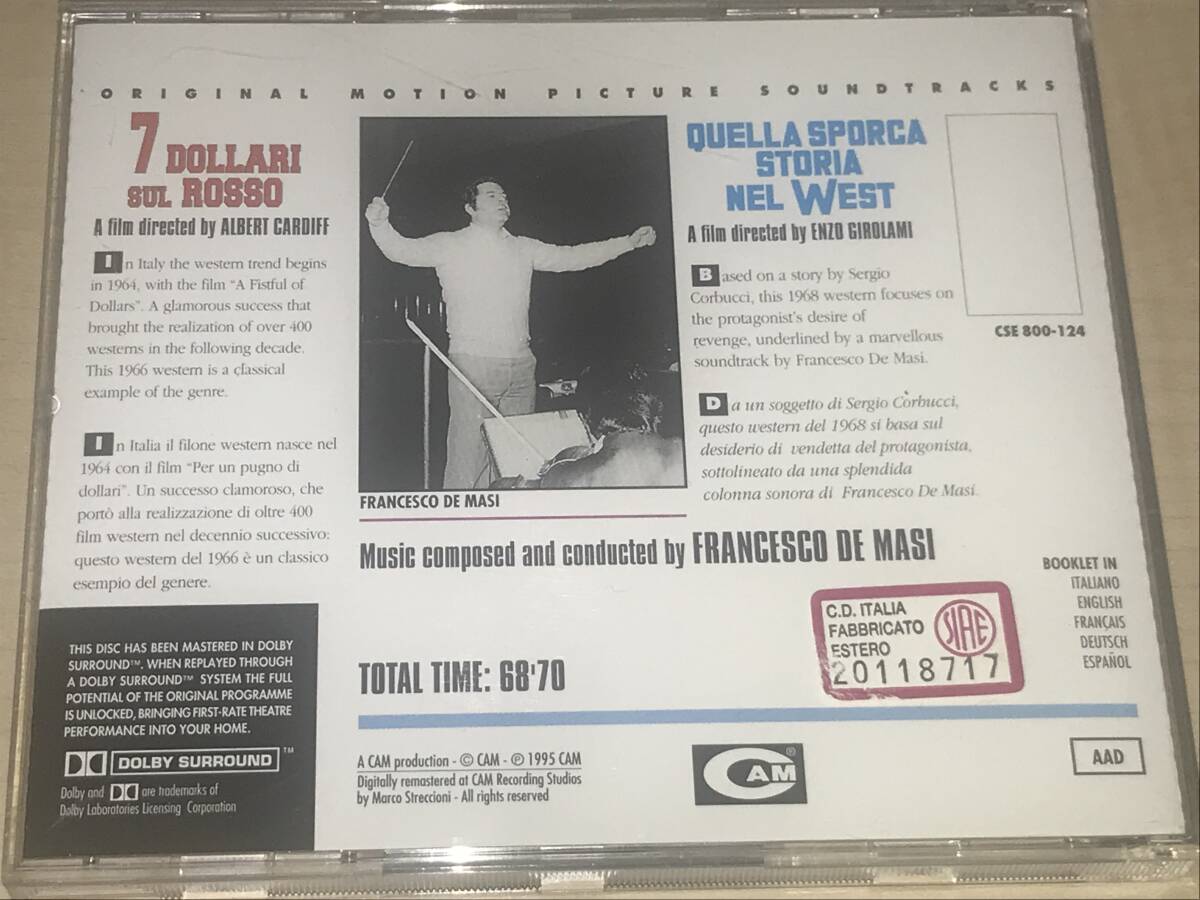 ORIGINAL MOTION PICTURE SOUNDTRACKS
7 DOLLARI
SUL ROSSO
A film directed by ALBERT CARDIFF
In Italy the western trend begins
in 1964, with the film "A Fistful of
Dollars". A glamorous success that
brought the realization of over 400
westerns in the following decade.
This 1966 western is a classical
example of the genre.
In Italia il filone western nasce nel
1964 con il film "Per un pugno di
dollari". Un successo clamoroso, che
portò alla realizzazione di oltre 400
film western nel decennio successivo:
questo western del 1966 è un classico
esempio del genere.
FRANCESCO DE MASI
QUELLA SPORCA
STORIA
NEL WEST
A film directed by ENZO GIROLAMI
Based on a story by Sergio
Corbucci, this 1968 western focuses on
the protagonist's desire of
revenge, underlined by a marvellous
soundtrack by Francesco De Masi.
Da un soggetto di Sergio Corbucci,
questo western del 1968 si basa sul
desiderio di vendetta del protagonista,
sottolineato da una splendida
colonna sonora di Francesco De Masi.
CSE 800-124
Music composed and conducted by FRANCESCO DE MASI
BOOKLET IN
ITALIANO
ENGLISH
FRANÇAIS
DEUTSCH
ESPAÑOL
C.D. ITALIA
FABBRICATO
ESTERO
SIAE
20118717
TOTAL TIME: 68'70
THIS DISC HAS BEEN MASTERED IN DOLBY
SURROUND™. WHEN REPLAYED THROUGH
A DOLBY SURROUND™ SYSTEM THE FULL
POTENTIAL OF THE ORIGINAL PROGRAMME
IS UNLOCKED, BRINGING FIRST-RATE THEATRE
PERFORMANCE INTO YOUR HOME.
DOLBY SURROUND™
Dolby and are trademarks of
Dolby Laboratories Licensing Corporation
A CAM production - © CAM - ℗ 1995 CAM
Digitally remastered at CAM Recording Studios
by Marco Streccioni - All rights reserved
CAM®
AAD